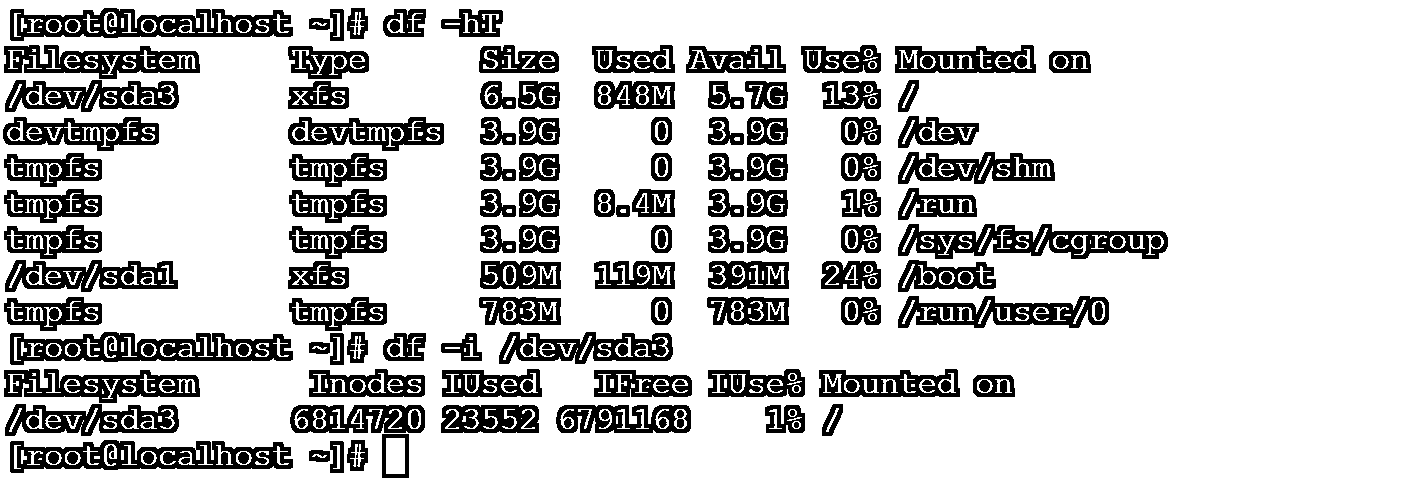 [root@localhost ~]# df -hT
Filesystem     Type      Size  Used Avail Use% Mounted on
/dev/sda3      xfs       6.5G  848M  5.7G  13% /
devtmpfs       devtmpfs  3.9G     0  3.9G   0% /dev
tmpfs          tmpfs     3.9G     0  3.9G   0% /dev/shm
tmpfs          tmpfs     3.9G  8.4M  3.9G   1% /run
tmpfs          tmpfs     3.9G     0  3.9G   0% /sys/fs/cgroup
/dev/sda1      xfs       509M  119M  391M  24% /boot
tmpfs          tmpfs     783M     0  783M   0% /run/user/0
[root@localhost ~]# df -i /dev/sda3
Filesystem      Inodes IUsed   IFree IUse% Mounted on
/dev/sda3      6814720 23552 6791168    1% /
[root@localhost ~]#